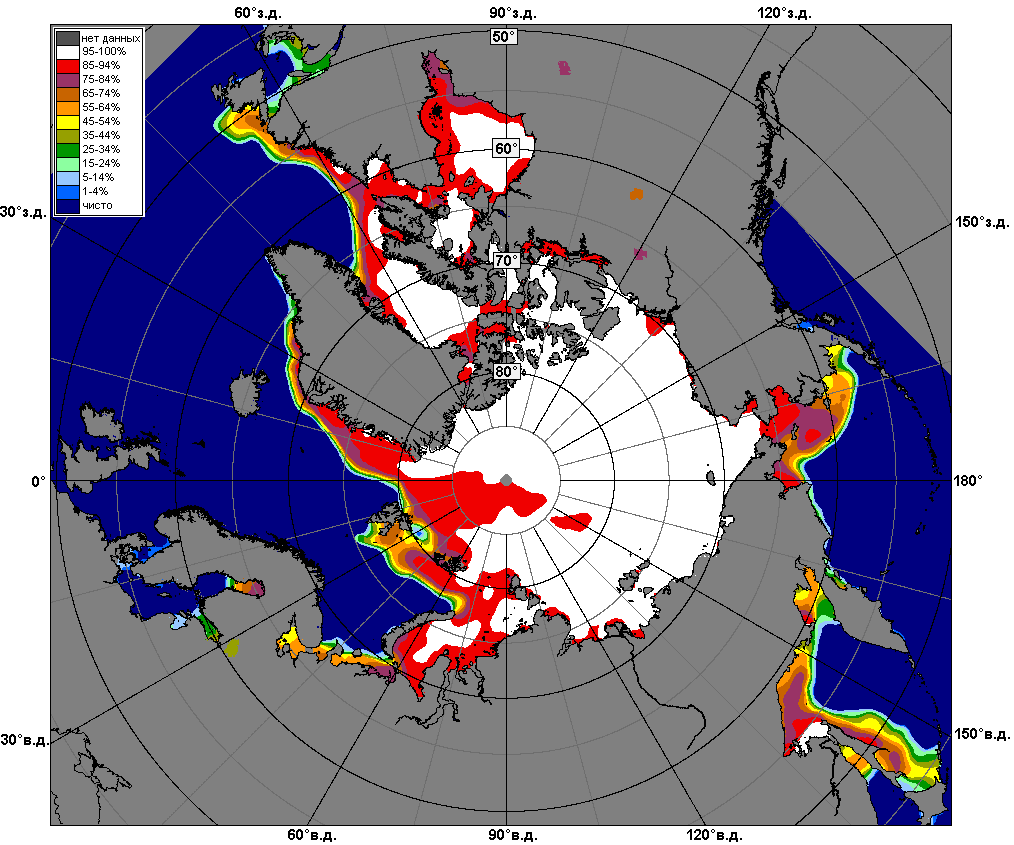 60°з.д.
90°з.д.
120°з.д.
нет данных
95-100%
85-94%
75-84%
65-74%
55-64%
45-54%
35-44%
25-34%
15-24%
5-14%
1-4%
чисто
50°
60°
30°з.д.
150°з.д.
70°
80°
0°
180°
30°в.д.
150°в.д.
60°в.д.
90°в.д.
120°в.д.